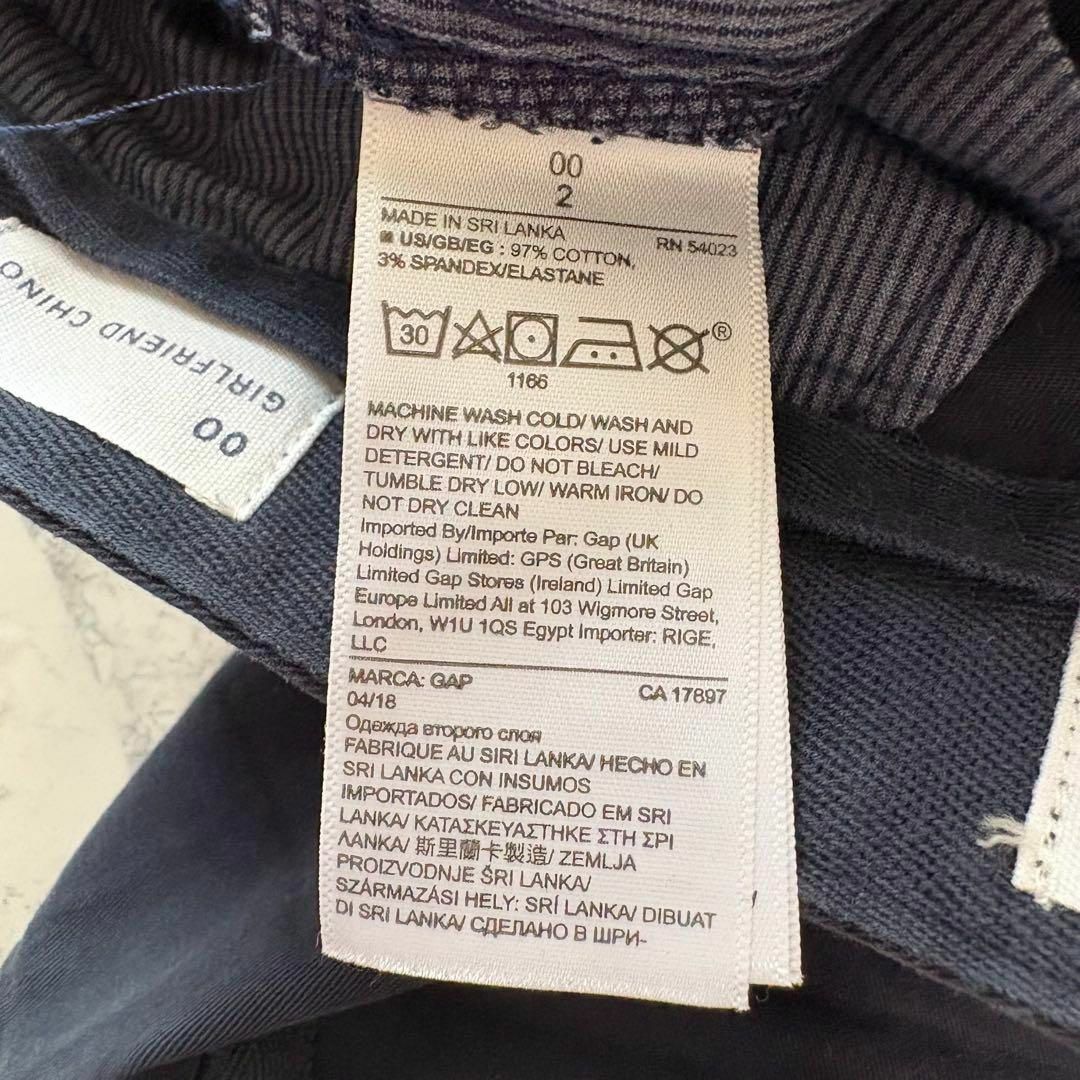 00
2
MADE IN SRI LANKA RN 54023
US/GB/EG : 97% COTTON,
3% SPANDEX/ELASTANE
30
®
1166
MACHINE WASH COLD/ WASH AND
DRY WITH LIKE COLORS/ USE MILD
DETERGENT/ DO NOT BLEACH/
TUMBLE DRY LOW/ WARM IRON/ DO
NOT DRY CLEAN
Imported By/Importe Par: Gap (UK
Holdings) Limited: GPS (Great Britain)
Limited Gap Stores (Ireland) Limited Gap
Europe Limited All at 103 Wigmore Street,
London, W1U 1QS Egypt Importer: RIGE,
LLC
MARCA: GAP CA 17897
04/18
Одежда второго слоя
FABRIQUE AU SIRI LANKA/ HECHO EN
SRI LANKA CON INSUMOS
IMPORTADOS/ FABRICADO EM SRI
LANKA/ ΚΑΤΑΣΚΕΥΑΣΤΗΚΕ ΣΤΗ ΣΡΙ
ΛΑΝΚΑ/ 斯里蘭卡製造/ ZEMLJA
PROIZVODNJE ŠRI LANKA/
SZÁRMAZÁSI HELY: SRÍ LANKA/ DIBUAT
DI SRI LANKA/ СДЕЛАНО В ШРИ-
00
GIRLFRIEND CHINO